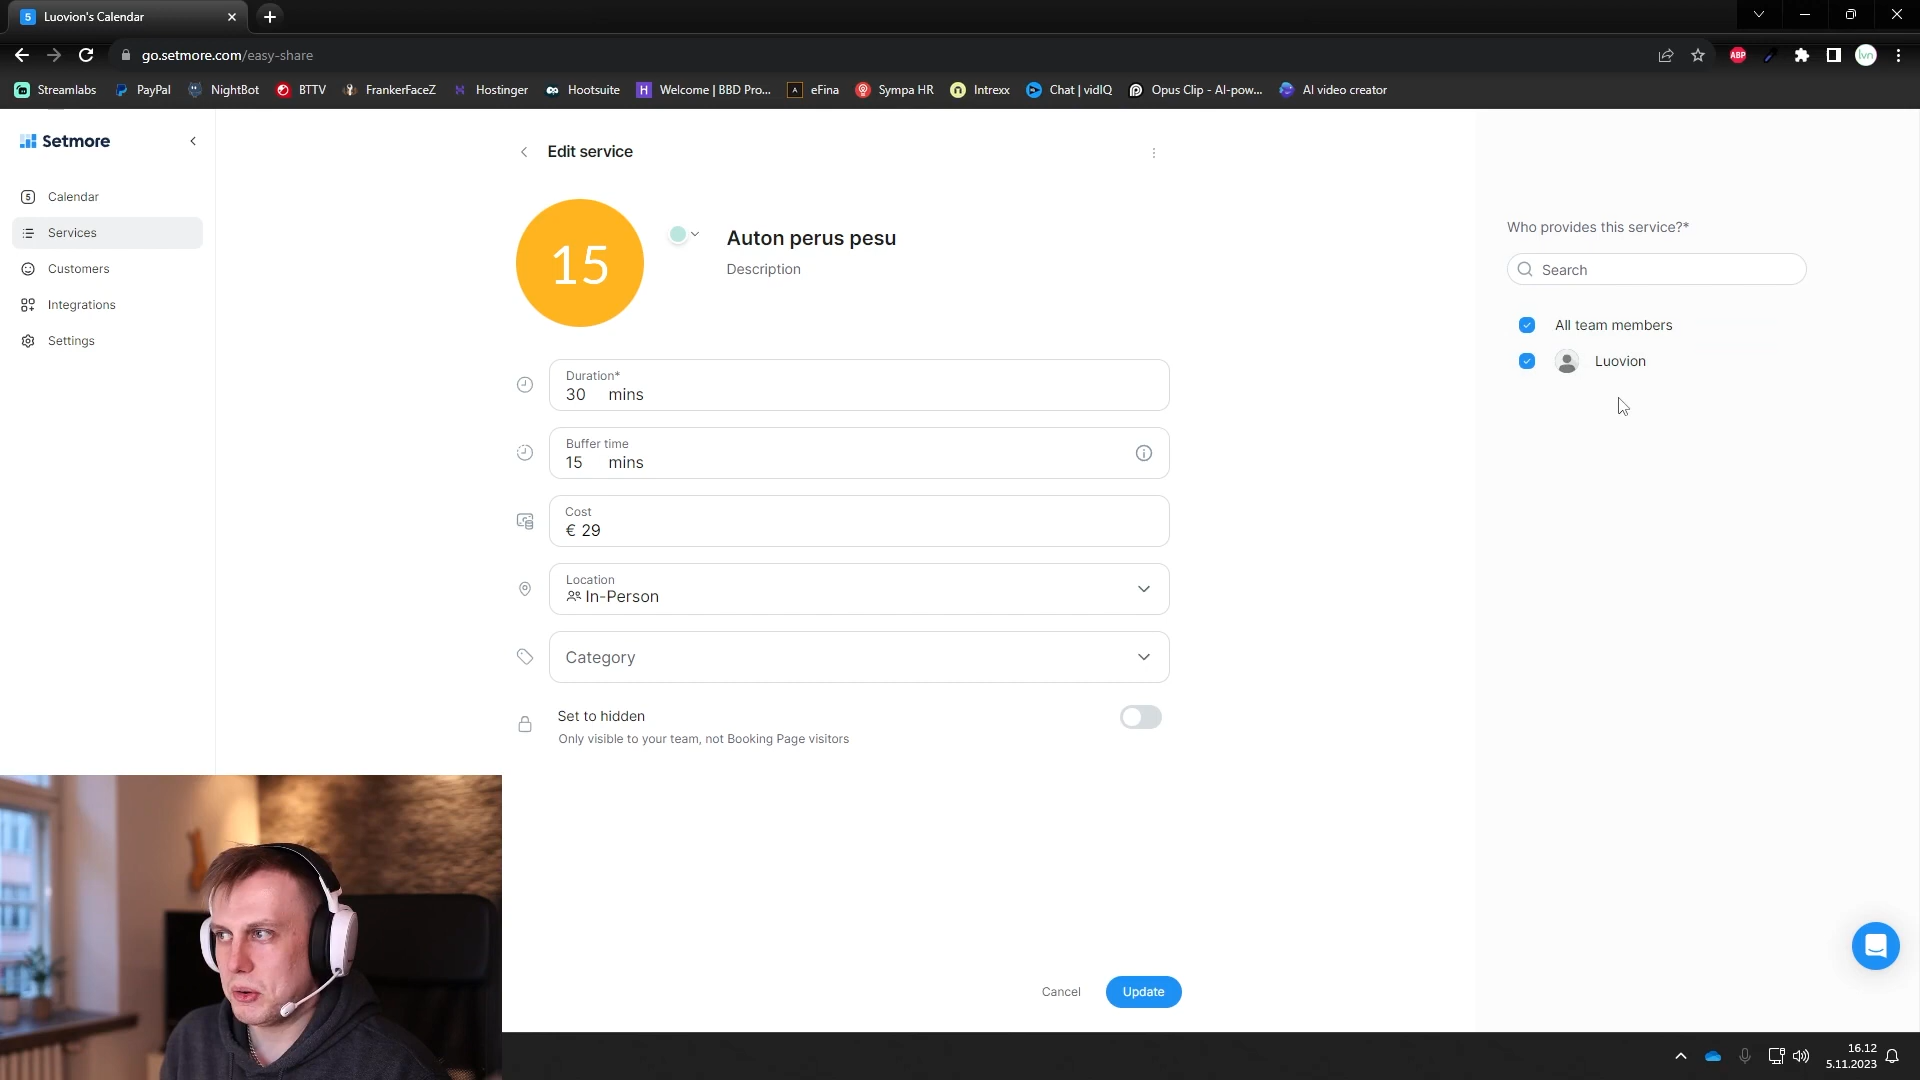 Luovion's Calendar
go.setmore.com/easy-share
ABP
lvn
Streamlabs
PayPal
NightBot
BTTV
FrankerFaceZ
Hostinger
Hootsuite
H
Welcome | BBD Pro...
A
eFina
Sympa HR
n
Intrexx
Chat | vidIQ
Opus Clip - AI-pow...
AI video creator
Setmore
5
Calendar
Services
Customers
Integrations
Settings
Edit service
15
Auton perus pesu
Description
Duration*
30 mins
Buffer time
15 mins
Cost
€ 29
Location
In-Person
Category
Set to hidden
Only visible to your team, not Booking Page visitors
Cancel
Update
Who provides this service?*
Search
All team members
Luovion
16.12
5.11.2023